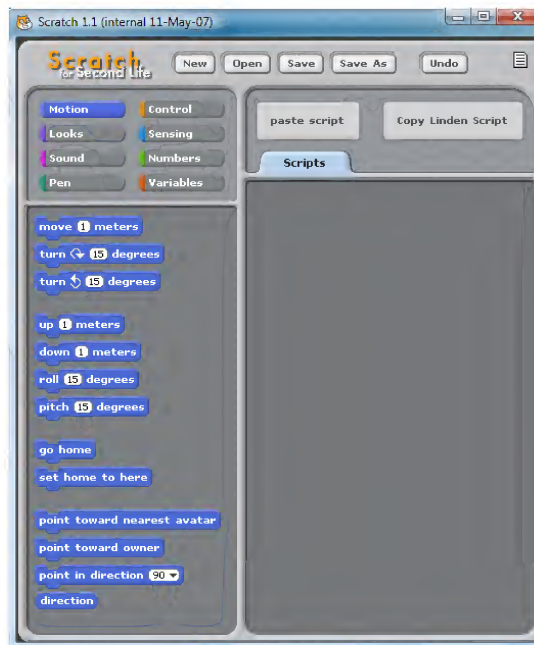 Scratch 1.1 (internal 11-May-07)
Scratch
for Second Life
New Open Save Save As Undo
Motion Control
Looks Sensing
Sound Numbers
Pen Variables
paste script Copy Linden Script
Scripts
move 1 meters
turn 15 degrees
turn 15 degrees
up 1 meters
down 1 meters
roll 15 degrees
pitch 15 degrees
go home
set home to here
point toward nearest avatar
point toward owner
point in direction 90
direction